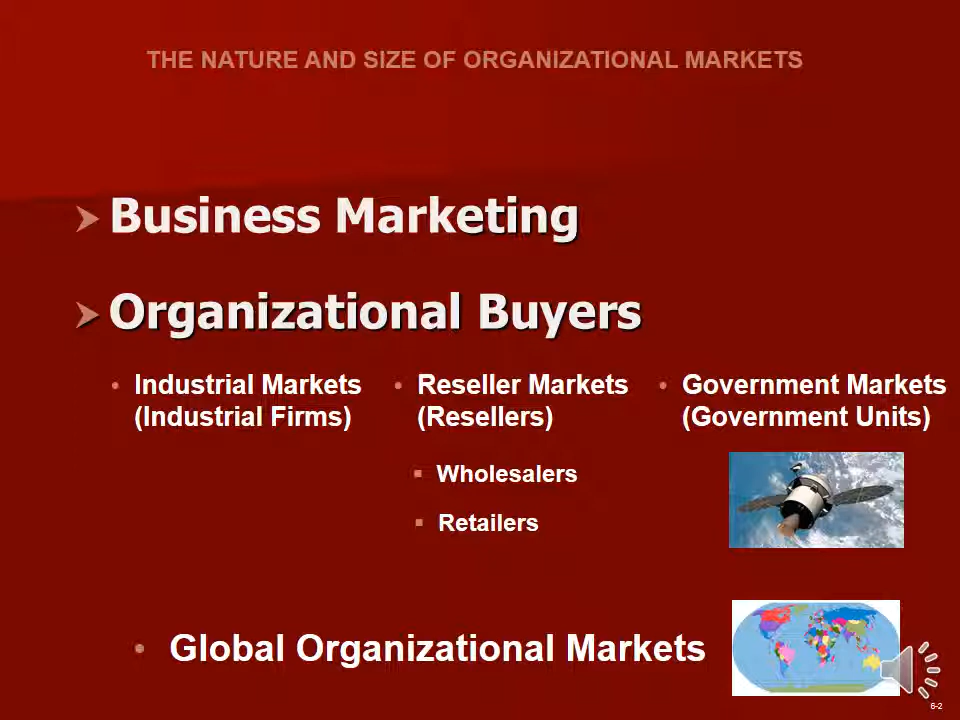 THE NATURE AND SIZE OF ORGANIZATIONAL MARKETS
Business Marketing
Organizational Buyers
Industrial Markets
(Industrial Firms)
Reseller Markets
(Resellers)
Wholesalers
Retailers
Government Markets
(Government Units)
Global Organizational Markets
6-2